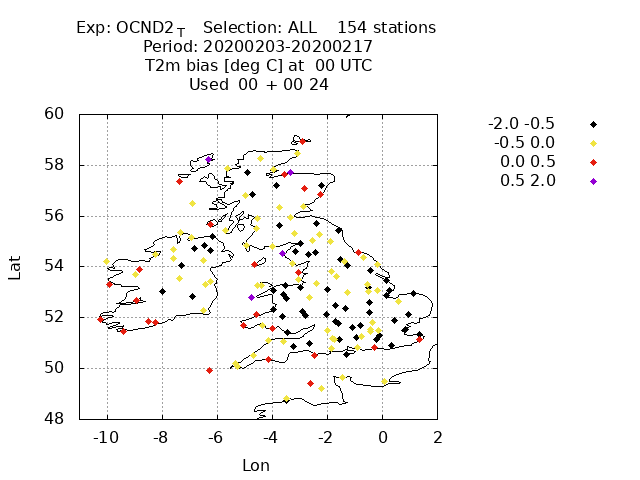 Exp: OCND2T Selection: ALL 154 stations
Period: 20200203-20200217
T2m bias [deg C] at 00 UTC
Used 00 + 00 24
60
58
56
54
52
50
48
Lat
-10 -8 -6 -4 -2 0 2
Lon
-2.0 -0.5
-0.5 0.0
0.0 0.5
0.5 2.0